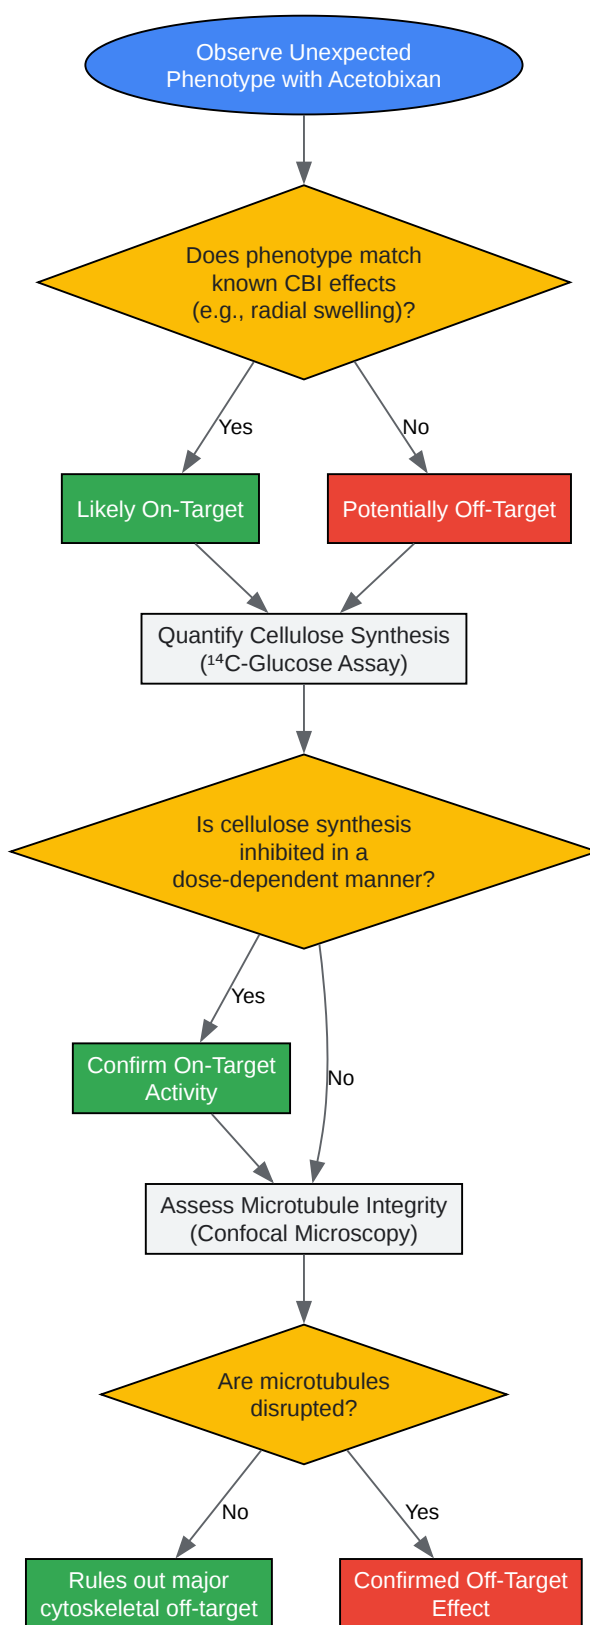 Observe Unexpected
Phenotype with Acetobixan
Does phenotype match
known CBI effects
(e.g., radial swelling)?
Yes
No
Likely On-Target
Potentially Off-Target
Quantify Cellulose Synthesis
(¹⁴C-Glucose Assay)
Is cellulose synthesis
inhibited in a
dose-dependent manner?
Yes
Confirm On-Target
Activity
No
Assess Microtubule Integrity
(Confocal Microscopy)
Are microtubules
disrupted?
No
Yes
Rules out major
cytoskeletal off-target
Confirmed Off-Target
Effect